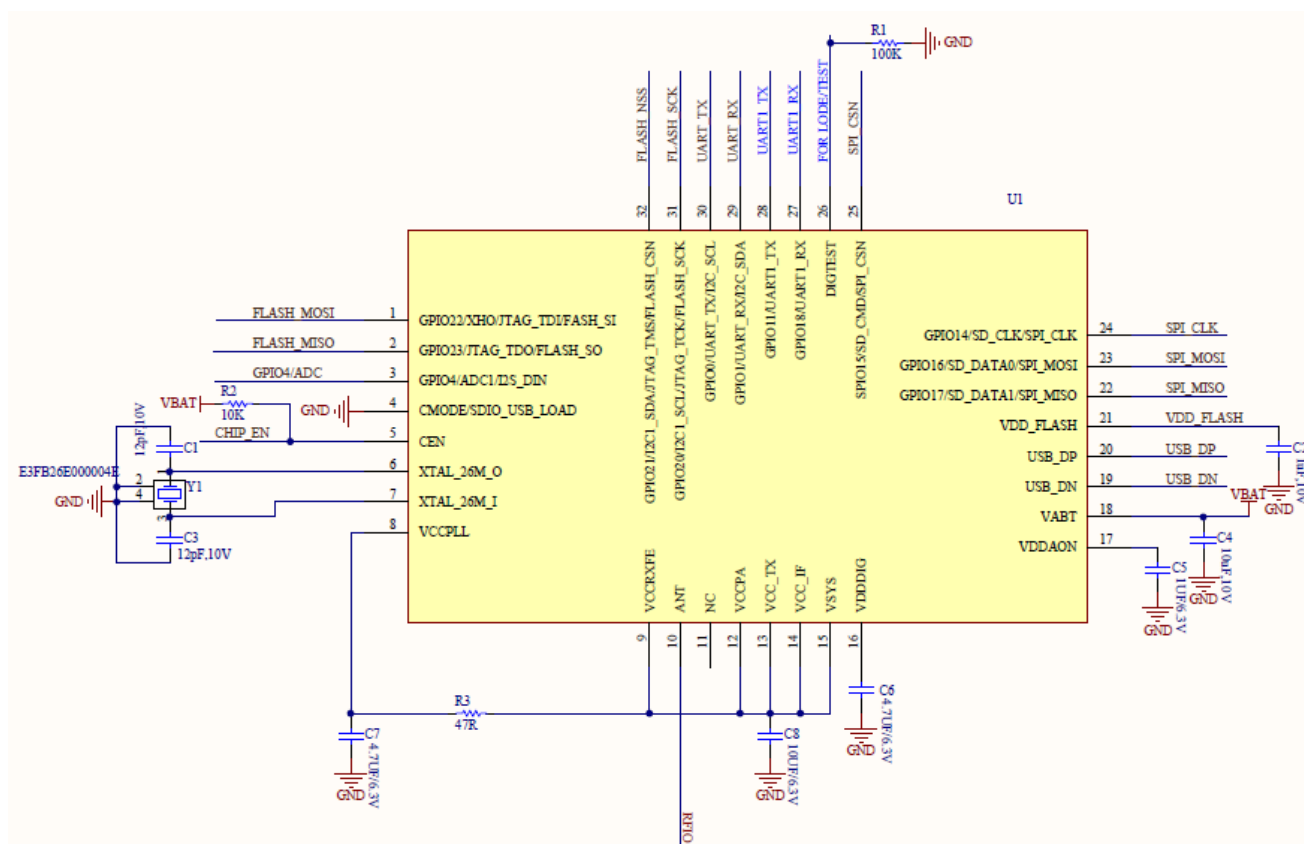 R1
100K
GND
FLASH_NSS
FLASH_SCK
UART_TX
UART_RX
UART1_TX
UART1_RX
FOR LODE/TEST
SPI_CSN
U1
32
31
30
29
28
27
26
25
GPIO21/I2C1_SDA/JTAG_TMS/FLASH_CSN
GPIO20/I2C1_SCL/JTAG_TCK/FLASH_SCK
GPIO0/UART_TX/I2C_SCL
GPIO1/UART_RX/I2C_SDA
GPIO11/UART1_TX
GPIO18/UART1_RX
DIGTEST
SPIO15/SD_CMD/SPI_CSN
FLASH_MOSI 1 GPIO22/XHO/JTAG_TDI/FASH_SI
FLASH_MISO 2 GPIO23/JTAG_TDO/FLASH_SO
GPIO4/ADC 3 GPIO4/ADC1/I2S_DIN
GND 4 CMODE/SDIO_USB_LOAD
VBAT
R2
10K
CHIP_EN 5 CEN
6 XTAL_26M_O
7 XTAL_26M_I
8 VCCPLL
12pF,10V
C1
E3FB26E000004E
2
4
Y1
GND
3
C3
12pF,10V
GPIO14/SD_CLK/SPI_CLK 24 SPI_CLK
GPIO16/SD_DATA0/SPI_MOSI 23 SPI_MOSI
GPIO17/SD_DATA1/SPI_MISO 22 SPI_MISO
VDD_FLASH 21 VDD_FLASH
USB_DP 20 USB_DP
USB_DN 19 USB_DN
VABT 18
VDDAON 17
GND
VBAT
C4
10uF,10V
GND
C5
1UF/6.3V
GND
VCCRXFE
ANT
NC
VCCPA
VCC_TX
VCC_IF
VSYS
VDDDIG
9
10
11
12
13
14
15
16
R3
47R
C7
4.7UF/6.3V
GND
C8
10UF/6.3V
GND
C6
4.7UF/6.3V
GND
RFIO